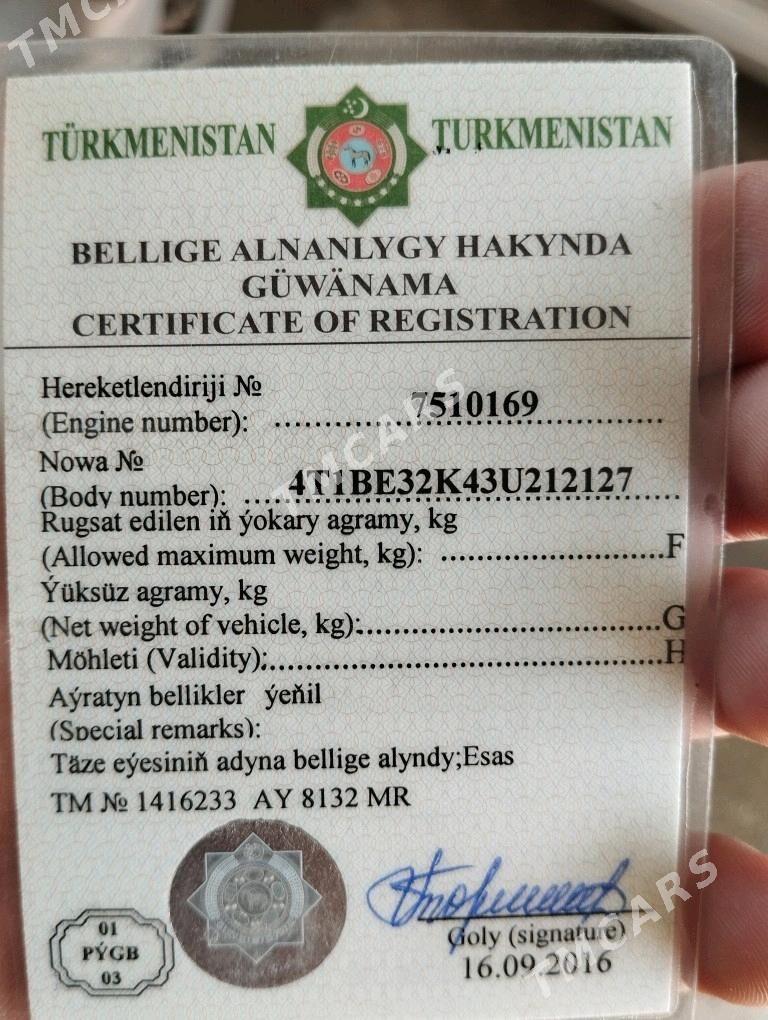 TÜRKMENISTAN TURKMENISTAN
BELLIGE ALNANLYGY HAKYNDA
GÜWÄNAMA
CERTIFICATE OF REGISTRATION
Hereketlendiriji №
(Engine number): 7510169
Nowa №
(Body number): 4T1BE32K43U212127
Rugsat edilen iň ýokary agramy, kg
(Allowed maximum weight, kg): F
Ýüksüz agramy, kg
(Net weight of vehicle, kg): G
Möhleti (Validity); H
Aýratyn bellikler ýeňil
(Special remarks):
Täze eýesiniň adyna bellige alyndy;Esas
TM № 1416233 AY 8132 MR
01
PÝGB
03
Goly (signature)
16.09.2016
TMCARS
TMCARS
TMCARS